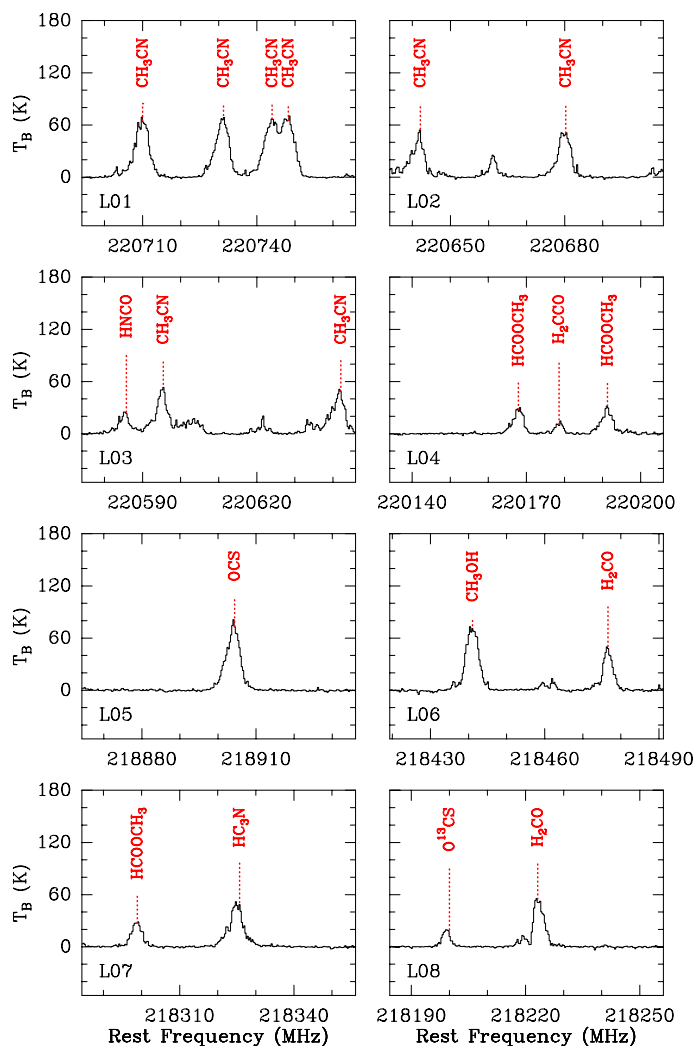 CH₃CN CH₃CN CH₃CN CH₃CN
T_B (K)
180
120
60
0
L01
220710 220740
CH₃CN CH₃CN
L02
220650 220680
HNCO CH₃CN CH₃CN
T_B (K)
180
120
60
0
L03
220590 220620
HCOOCH₃ H₂CCO HCOOCH₃
L04
220140 220170 220200
OCS
T_B (K)
180
120
60
0
L05
218880 218910
CH₃OH H₂CO
L06
218430 218460 218490
HCOOCH₃ HC₃N
T_B (K)
180
120
60
0
L07
218310 218340
Rest Frequency (MHz)
O¹³CS H₂CO
L08
218190 218220 218250
Rest Frequency (MHz)